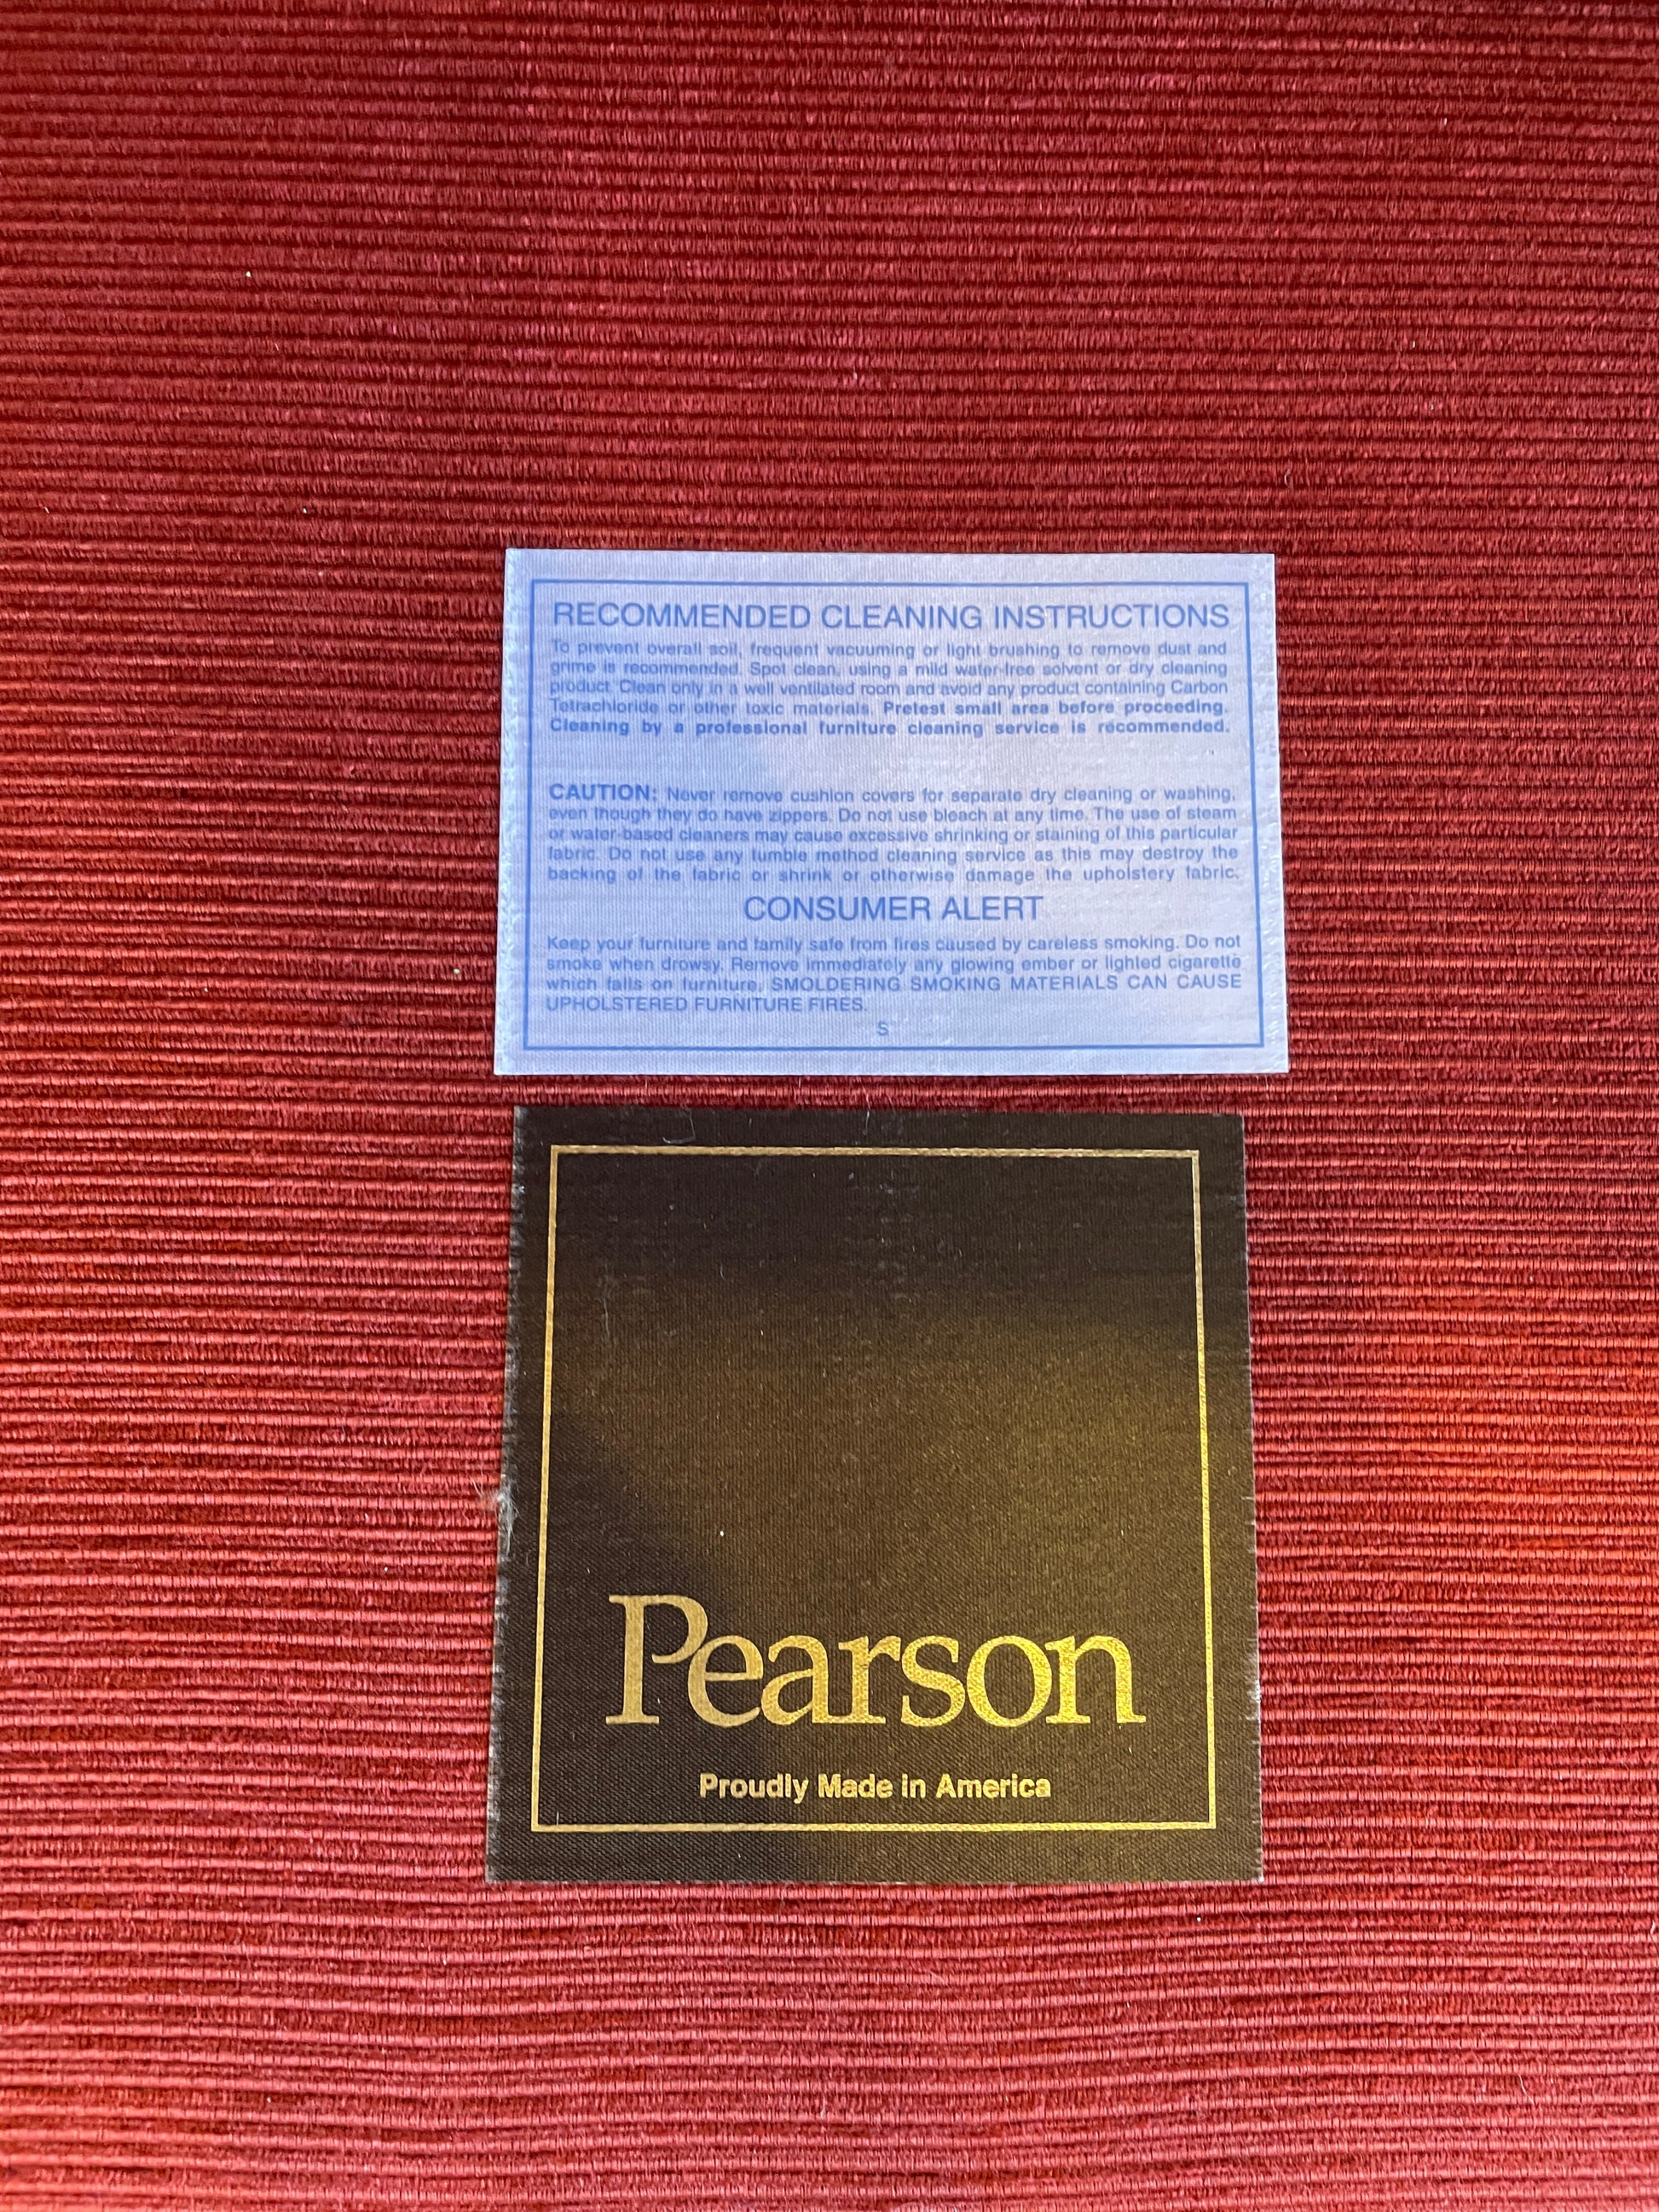 RECOMMENDED CLEANING INSTRUCTIONS
To prevent overall soil, frequent vacuuming or light brushing to remove dust and
grime is recommended. Spot clean, using a mild water-free solvent or dry cleaning
product. Clean only in a well ventilated room and avoid any product containing Carbon
Tetrachloride or other toxic materials. Pretest small area before proceeding.
Cleaning by a professional furniture cleaning service is recommended.
CAUTION: Never remove cushion covers for separate dry cleaning or washing,
even though they do have zippers. Do not use bleach at any time. The use of steam
or water-based cleaners may cause excessive shrinking or staining of this particular
fabric. Do not use any tumble method cleaning service as this may destroy the
backing of the fabric or shrink or otherwise damage the upholstery fabric.
CONSUMER ALERT
Keep your furniture and family safe from fires caused by careless smoking. Do not
smoke when drowsy. Remove immediately any glowing ember or lighted cigarette
which falls on furniture. SMOLDERING SMOKING MATERIALS CAN CAUSE
UPHOLSTERED FURNITURE FIRES.
S
Pearson
Proudly Made in America